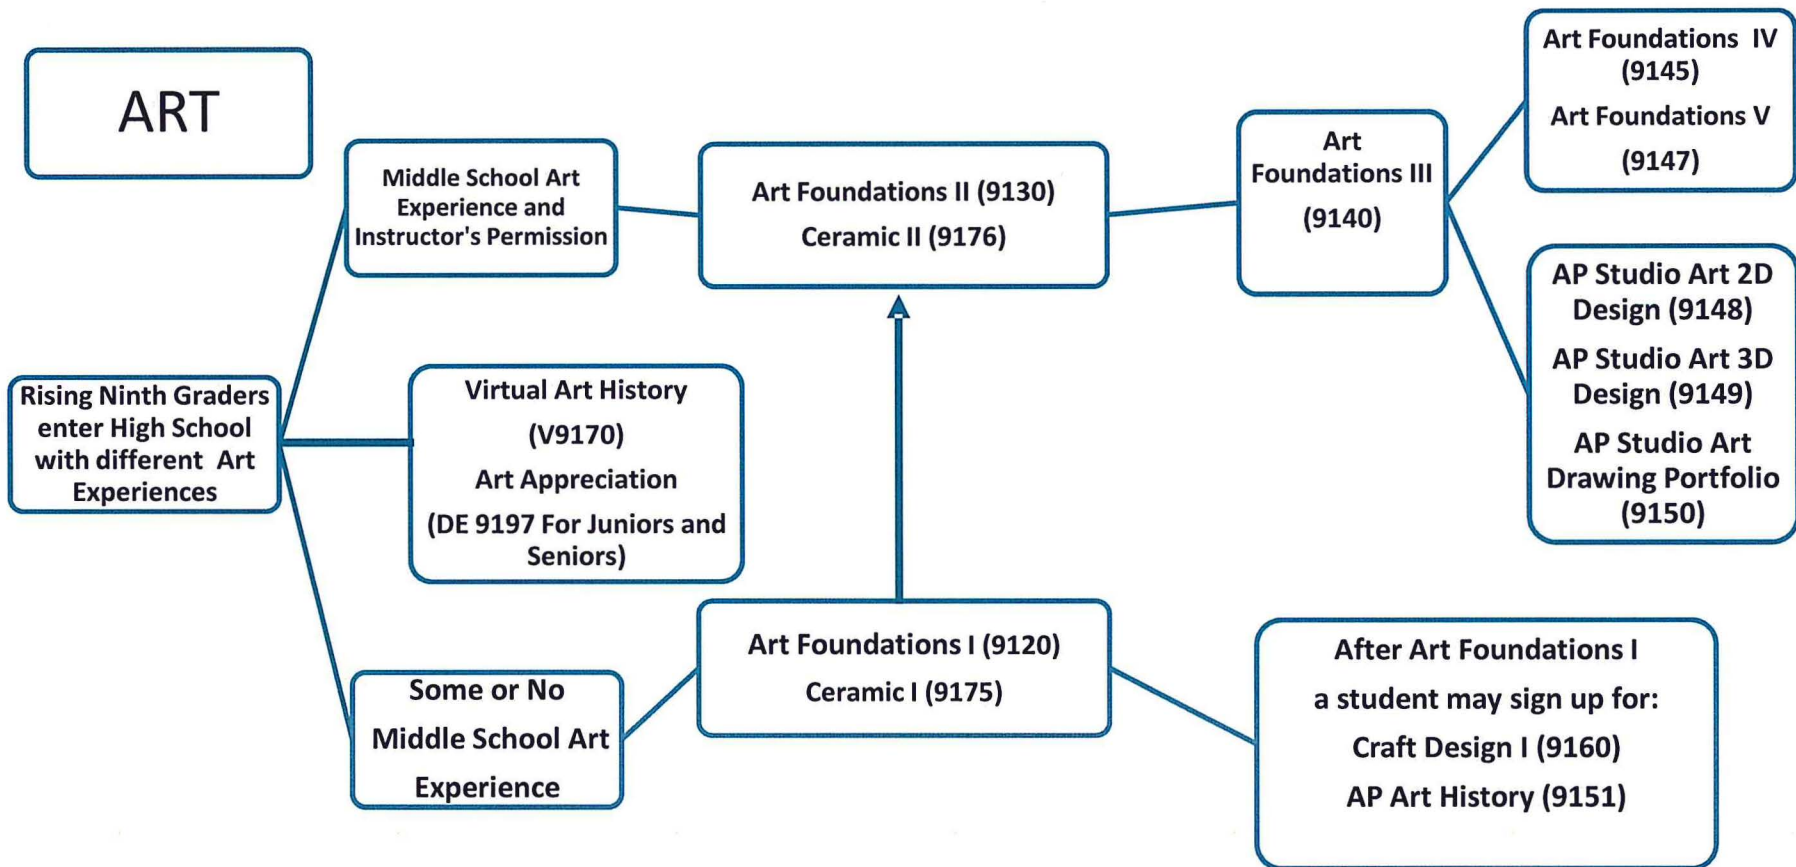 ART
Rising Ninth Graders
enter High School
with different Art
Experiences
Middle School Art
Experience and
Instructor's Permission
Virtual Art History
(V9170)
Art Appreciation
(DE 9197 For Juniors and
Seniors)
Some or No
Middle School Art
Experience
Art Foundations II (9130)
Ceramic II (9176)
Art Foundations I (9120)
Ceramic I (9175)
Art
Foundations III
(9140)
Art Foundations IV
(9145)
Art Foundations V
(9147)
AP Studio Art 2D
Design (9148)
AP Studio Art 3D
Design (9149)
AP Studio Art
Drawing Portfolio
(9150)
After Art Foundations I
a student may sign up for:
Craft Design I (9160)
AP Art History (9151)